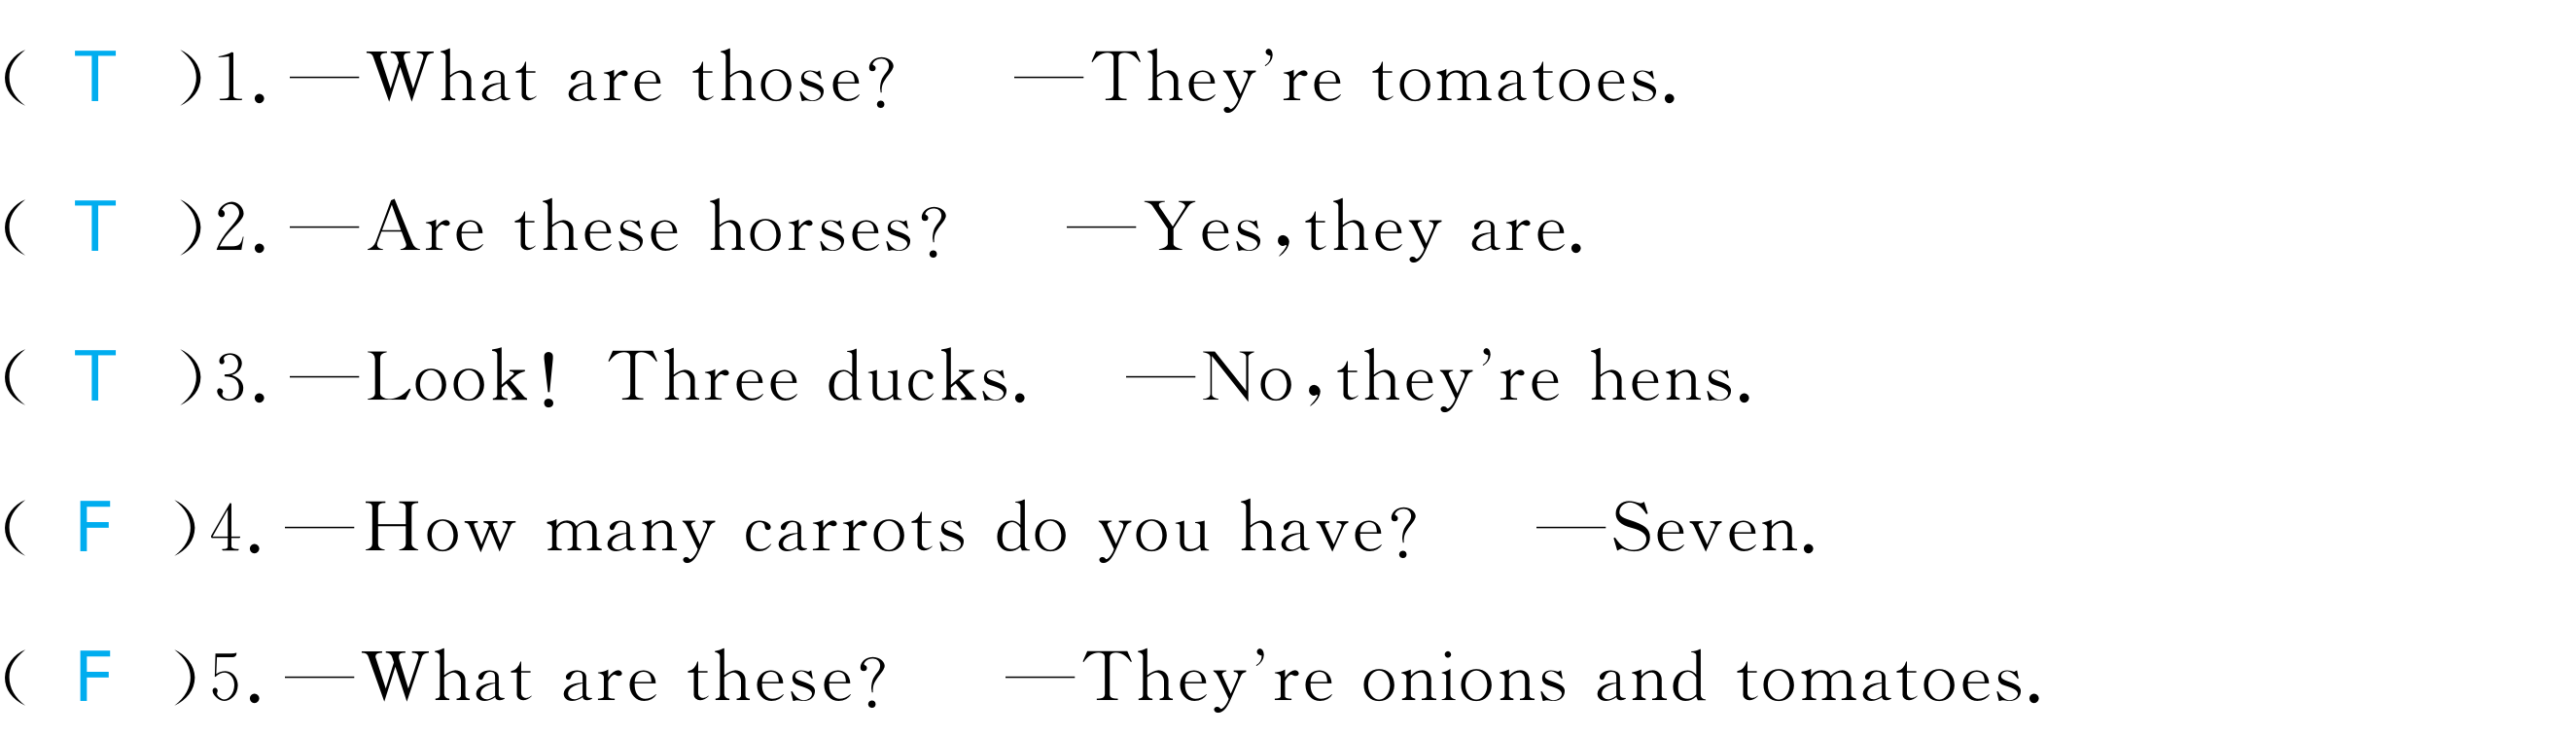 ( T )1. —What are those? —They're tomatoes.
( T )2. —Are these horses? —Yes,they are.
( T )3. —Look! Three ducks. —No,they're hens.
( F )4. —How many carrots do you have? —Seven.
( F )5. —What are these? —They're onions and tomatoes.